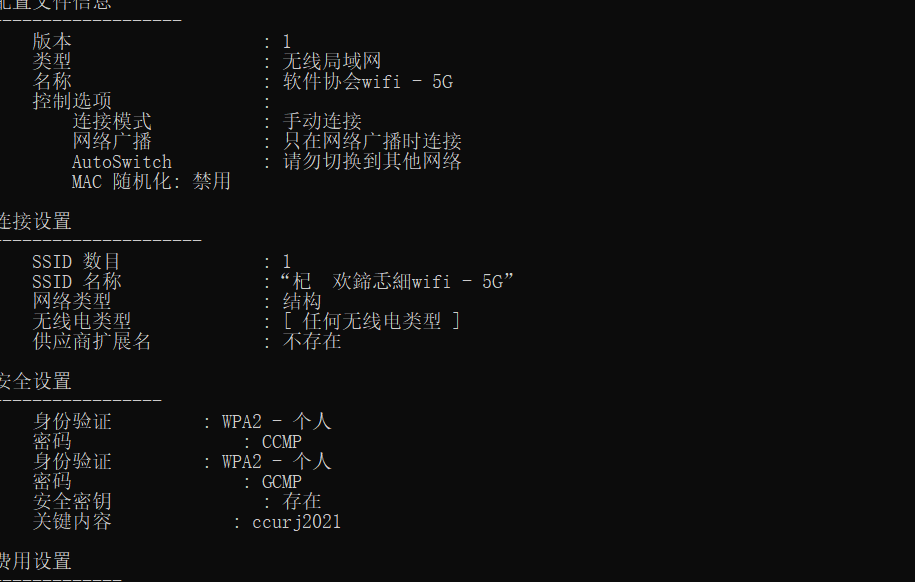 配置文件信息
-------------------
版本 : 1
类型 : 无线局域网
名称 : 软件协会wifi - 5G
控制选项 :
连接模式 : 手动连接
网络广播 : 只在网络广播时连接
AutoSwitch : 请勿切换到其他网络
MAC 随机化: 禁用
连接设置
---------------------
SSID 数目 : 1
SSID 名称 :“杞 欢鍗忎細wifi - 5G”
网络类型 : 结构
无线电类型 : [ 任何无线电类型 ]
供应商扩展名 : 不存在
安全设置
-----------------
身份验证 : WPA2 - 个人
密码 : CCMP
身份验证 : WPA2 - 个人
密码 : GCMP
安全密钥 : 存在
关键内容 : ccurj2021
费用设置
-------------